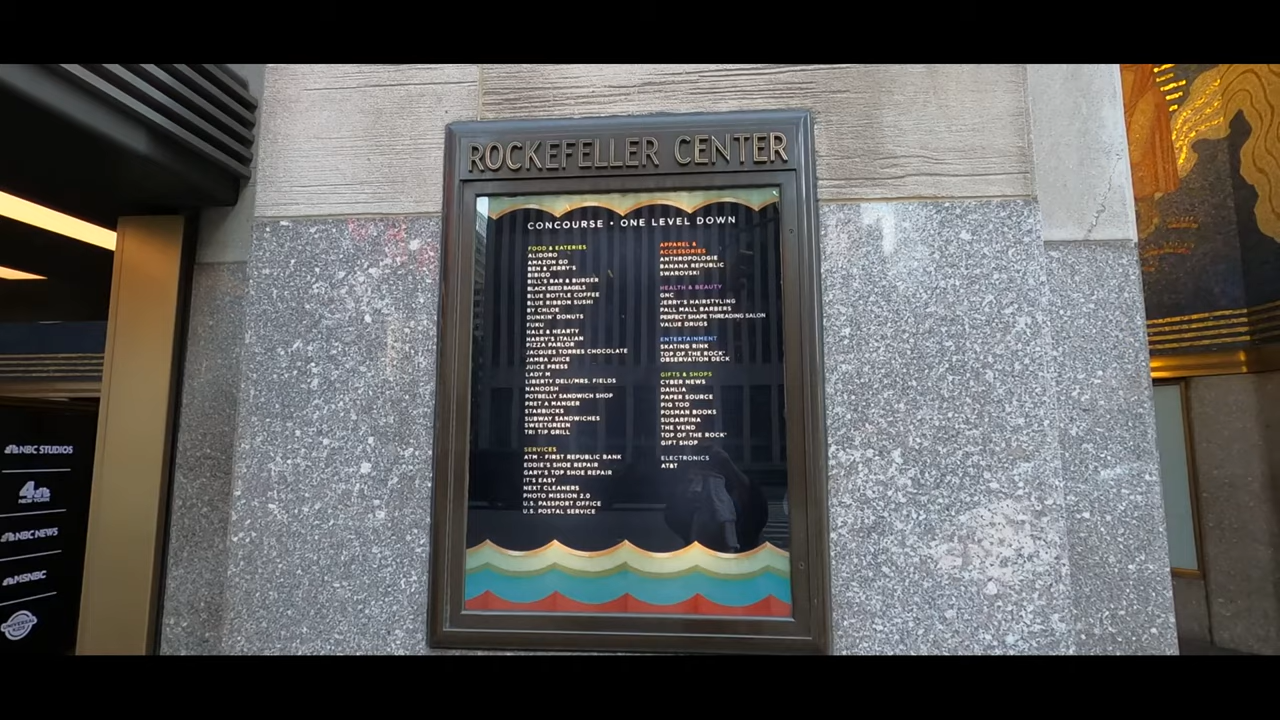 ROCKEFELLER CENTER
CONCOURSE • ONE LEVEL DOWN
FOOD & EATERIES
ALIDORO
AMAZON GO
BEN & JERRY'S
BIBIGO
BILL'S BAR & BURGER
BLACK SEED BAGELS
BLUE BOTTLE COFFEE
BLUE RIBBON SUSHI
BY CHLOE
DUNKIN' DONUTS
FUKU
HALE & HEARTY
HARRY'S ITALIAN
PIZZA PARLOR
JACQUES TORRES CHOCOLATE
JAMBA JUICE
JUICE PRESS
LADY M
LIBERTY DELI/MRS. FIELDS
NANOOSH
POTBELLY SANDWICH SHOP
PRET A MANGER
STARBUCKS
SUBWAY SANDWICHES
SWEETGREEN
TRI TIP GRILL
SERVICES
ATM - FIRST REPUBLIC BANK
EDDIE'S SHOE REPAIR
GARY'S TOP SHOE REPAIR
IT'S EASY
NEXT CLEANERS
PHOTO MISSION 2.0
U.S. PASSPORT OFFICE
U.S. POSTAL SERVICE
APPAREL &
ACCESSORIES
ANTHROPOLOGIE
BANANA REPUBLIC
SWAROVSKI
HEALTH & BEAUTY
GNC
JERRY'S HAIRSTYLING
PALL MALL BARBERS
PERFECT SHAPE THREADING SALON
VALUE DRUGS
ENTERTAINMENT
SKATING RINK
TOP OF THE ROCK®
OBSERVATION DECK
GIFTS & SHOPS
CYBER NEWS
DAHLIA
PAPER SOURCE
PIQ TOO
POSMAN BOOKS
SUGARFINA
THE VEND
TOP OF THE ROCK®
GIFT SHOP
ELECTRONICS
AT&T
NBC STUDIOS
4
NEW YORK
NBC NEWS
MSNBC
UNIVERSAL
KIDS